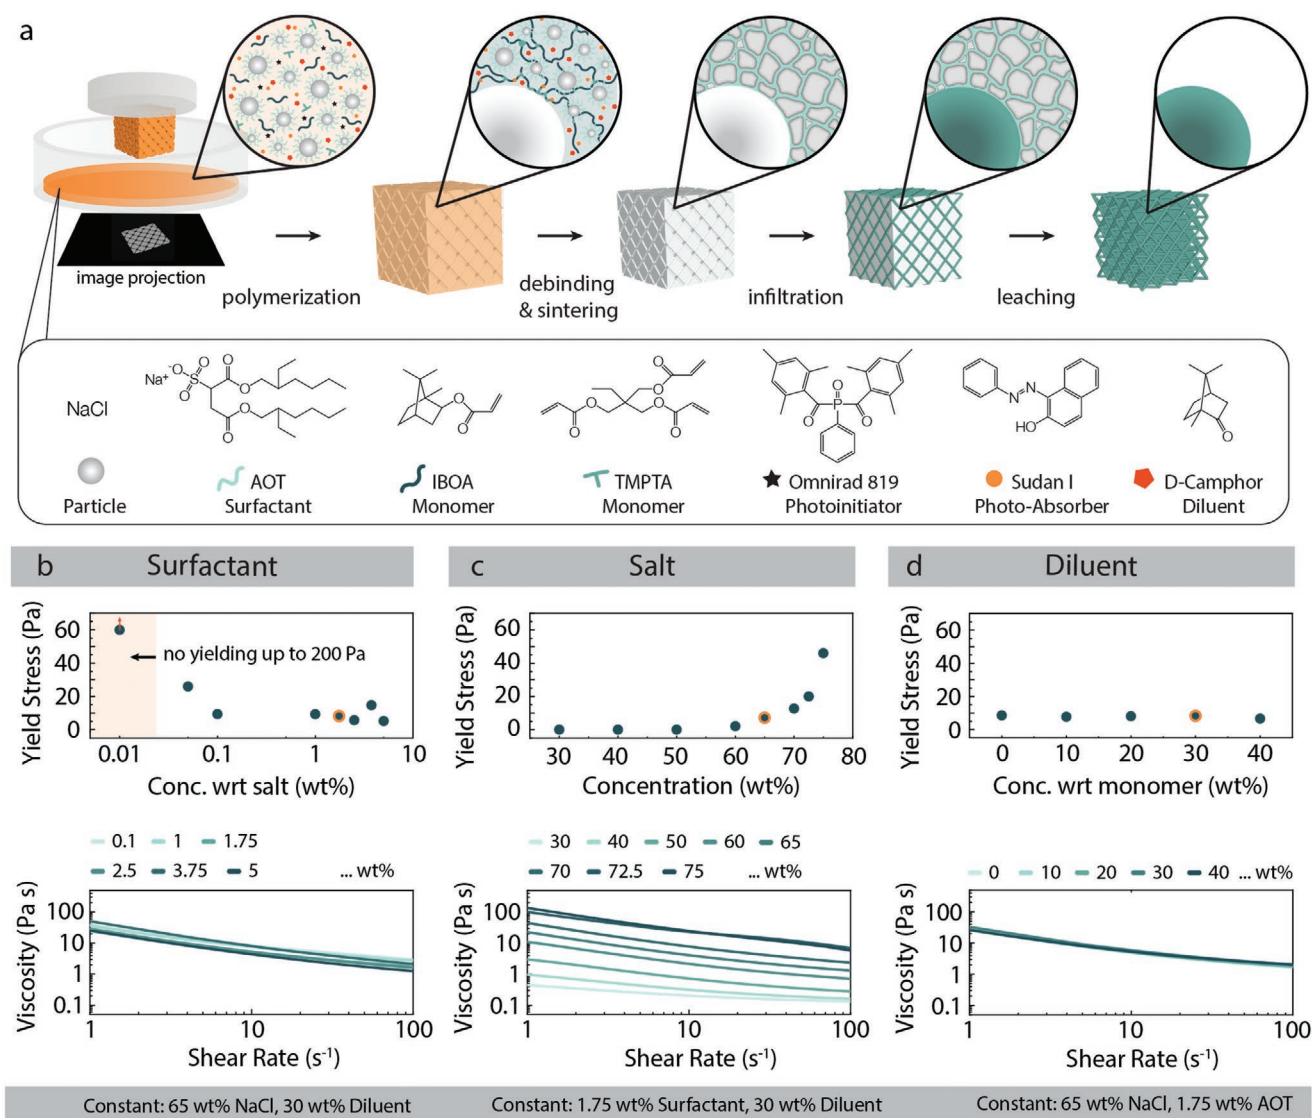 a
image projection
polymerization
debinding
& sintering
infiltration
leaching
NaCl
Particle
Na⁺
⁻O
O
S
O
O
O
O
O
AOT
Surfactant
O
O
IBOA
Monomer
O
O
O
O
O
O
TMPTA
Monomer
O
O
P
O
Omnirad 819
Photoinitiator
N
N
HO
Sudan I
Photo-Absorber
O
D-Camphor
Diluent
b Surfactant
Yield Stress (Pa)
60
40
20
0
no yielding up to 200 Pa
0.01 0.1 1 10
Conc. wrt salt (wt%)
0.1 1 1.75
2.5 3.75 5 ... wt%
Viscosity (Pa s)
100
10
1
0.1
1 10 100
Shear Rate (s⁻¹)
Constant: 65 wt% NaCl, 30 wt% Diluent
c Salt
Yield Stress (Pa)
60
40
20
0
30 40 50 60 70 80
Concentration (wt%)
30 40 50 60 65
70 72.5 75 ... wt%
Viscosity (Pa s)
100
10
1
0.1
1 10 100
Shear Rate (s⁻¹)
Constant: 1.75 wt% Surfactant, 30 wt% Diluent
d Diluent
Yield Stress (Pa)
60
40
20
0
0 10 20 30 40
Conc. wrt monomer (wt%)
0 10 20 30 40 ... wt%
Viscosity (Pa s)
100
10
1
0.1
1 10 100
Shear Rate (s⁻¹)
Constant: 65 wt% NaCl, 1.75 wt% AOT